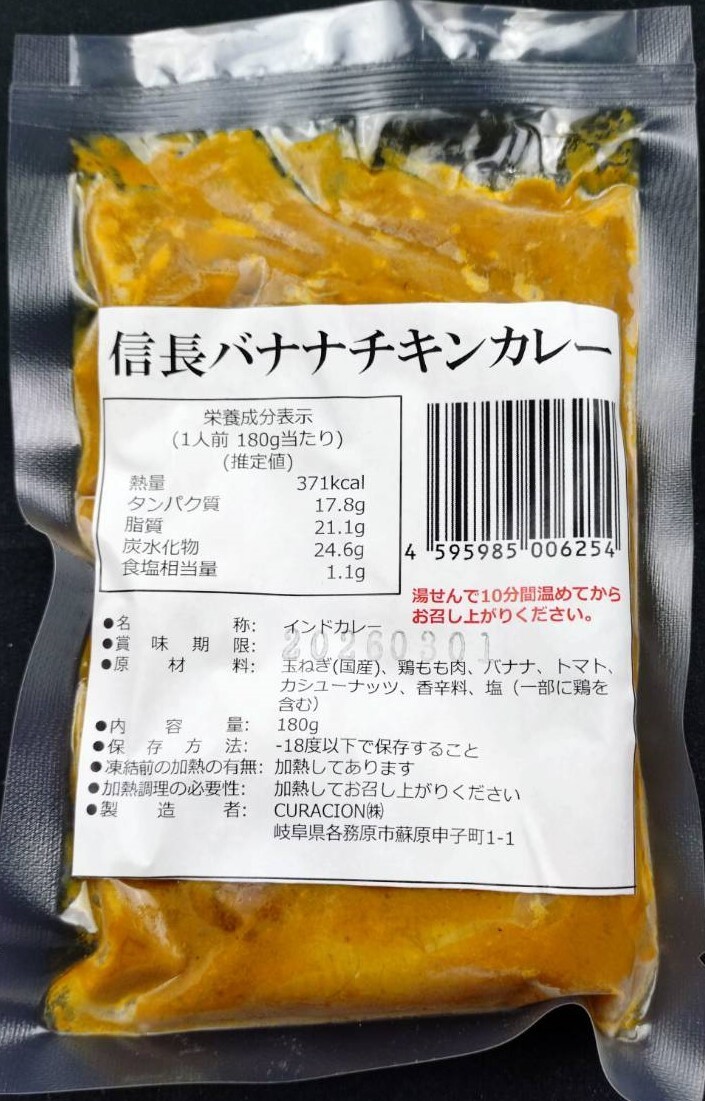 信長バナナチキンカレー
栄養成分表示
(1人前 180g当たり)
(推定値)
熱量 371kcal
タンパク質 17.8g
脂質 21.1g
炭水化物 24.6g
食塩相当量 1.1g
4 595985 006254
湯せんで10分間温めてから
お召し上がりください。
●名称: インドカレー
●賞味期限: 20260301
●原材料: 玉ねぎ(国産)、鶏もも肉、バナナ、トマト、
カシューナッツ、香辛料、塩（一部に鶏を
含む）
●内容量: 180g
●保存方法: -18度以下で保存すること
●凍結前の加熱の有無: 加熱してあります
●加熱調理の必要性: 加熱してお召し上がりください
●製造者: CURACION㈱
岐阜県各務原市蘇原申子町1-1